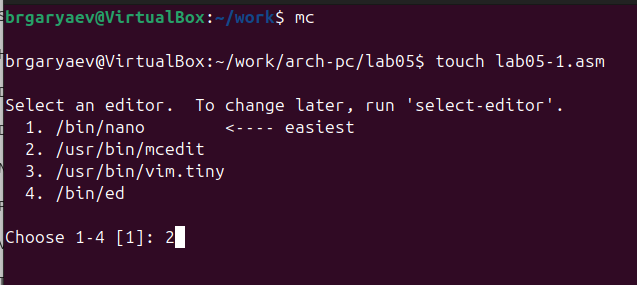 brgaryaev@VirtualBox:~/work$ mc
brgaryaev@VirtualBox:~/work/arch-pc/lab05$ touch lab05-1.asm
Select an editor.  To change later, run 'select-editor'.
  1. /bin/nano        <---- easiest
  2. /usr/bin/mcedit
  3. /usr/bin/vim.tiny
  4. /bin/ed
Choose 1-4 [1]: 2